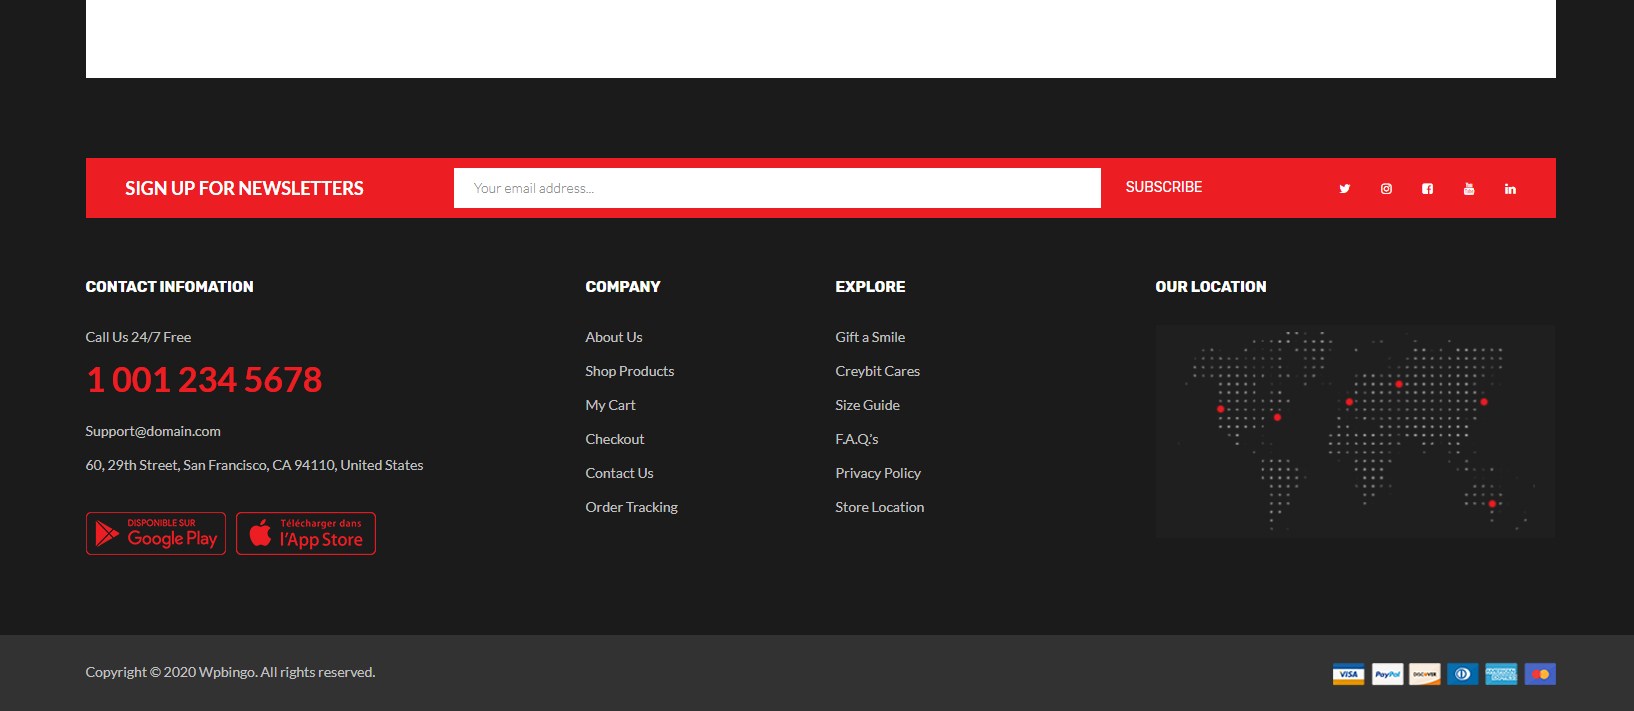 SIGN UP FOR NEWSLETTERS
Your email address...
SUBSCRIBE
CONTACT INFOMATION
Call Us 24/7 Free
1 001 234 5678
Support@domain.com
60, 29th Street, San Francisco, CA 94110, United States
DISPONIBLE SUR
Google Play
Télécharger dans
l'App Store
COMPANY
About Us
Shop Products
My Cart
Checkout
Contact Us
Order Tracking
EXPLORE
Gift a Smile
Creybit Cares
Size Guide
F.A.Q.'s
Privacy Policy
Store Location
OUR LOCATION
Copyright © 2020 Wpbingo. All rights reserved.
VISA
PayPal
DISCOVER
AMERICAN
EXPRESS